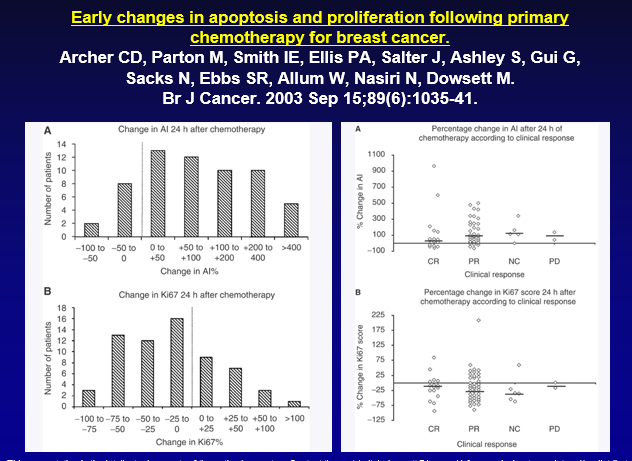 Early changes in apoptosis and proliferation following primary
chemotherapy for breast cancer.
Archer CD, Parton M, Smith IE, Ellis PA, Salter J, Ashley S, Gui G,
Sacks N, Ebbs SR, Allum W, Nasiri N, Dowsett M.
Br J Cancer. 2003 Sep 15;89(6):1035-41.
A
Change in AI 24 h after chemotherapy
Number of patients
14
12
10
8
6
4
2
0
-100 to -50 to 0 to +50 to +100 to +200 to >400
-50 0 +50 +100 +200 400
Change in AI%
B
Change in Ki67 24 h after chemotherapy
Number of patients
18
16
14
12
10
8
6
4
2
0
-100 to -75 to -50 to -25 to 0 to +25 to +50 to >100
-75 -50 -25 0 +25 +50 +100
Change in Ki67%
A
Percentage change in AI after 24 h of
chemotherapy according to clinical response
% Change in AI
1100
900
700
500
300
100
-100
CR PR NC PD
Clinical response
B
Percentage change in Ki67 score 24 h after
chemotherapy according to clinical response
% Change in Ki67 score
225
175
125
75
25
-25
-75
-125
CR PR NC PD
Clinical response